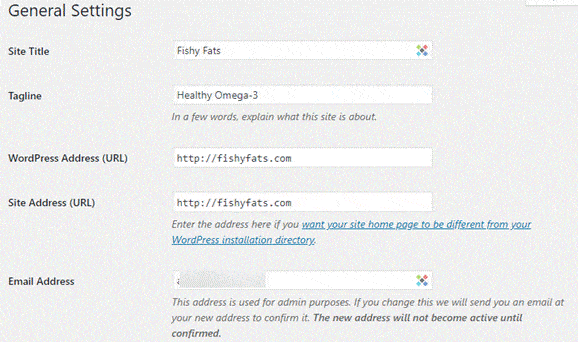 General Settings
Site Title
Fishy Fats
Tagline
Healthy Omega-3
In a few words, explain what this site is about.
WordPress Address (URL)
http://fishyfats.com
Site Address (URL)
http://fishyfats.com
Enter the address here if you want your site home page to be different from your
WordPress installation directory.
Email Address
This address is used for admin purposes. If you change this we will send you an email at
your new address to confirm it. The new address will not become active until
confirmed.